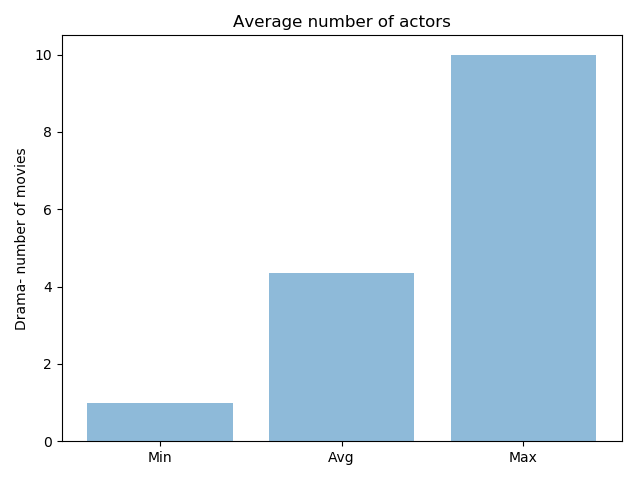 Average number of actors
Drama- number of movies
10
8
6
4
2
0
Min
Avg
Max